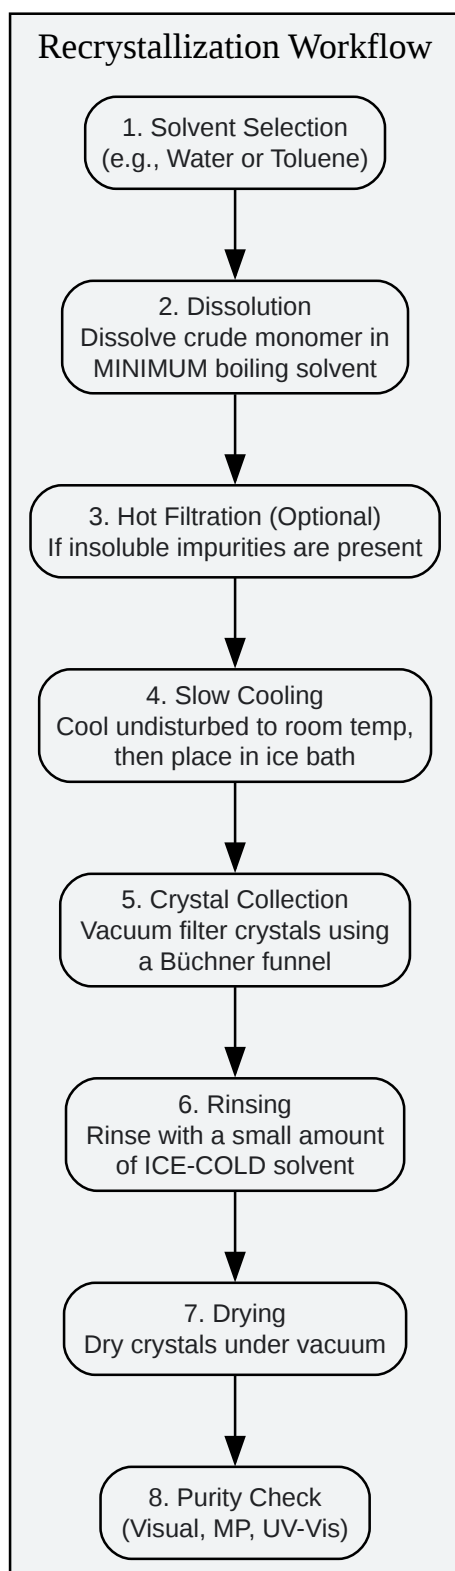 Recrystallization Workflow
1. Solvent Selection
(e.g., Water or Toluene)
2. Dissolution
Dissolve crude monomer in
MINIMUM boiling solvent
3. Hot Filtration (Optional)
If insoluble impurities are present
4. Slow Cooling
Cool undisturbed to room temp,
then place in ice bath
5. Crystal Collection
Vacuum filter crystals using
a Büchner funnel
6. Rinsing
Rinse with a small amount
of ICE-COLD solvent
7. Drying
Dry crystals under vacuum
8. Purity Check
(Visual, MP, UV-Vis)